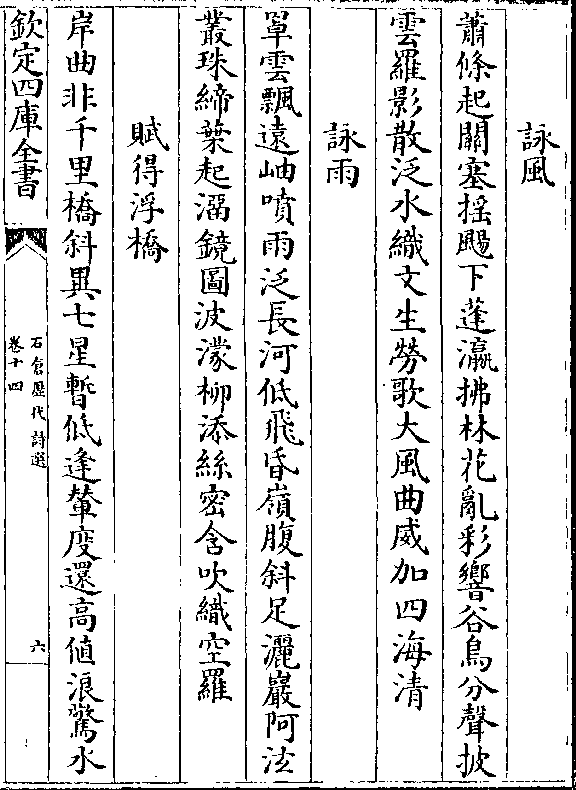 詠風
蕭條起關塞揺颺下蓬瀛拂林花亂彩響谷鳥分聲披
雲羅影散泛水織文生勞歌大風曲威加四海清
詠雨
罩雲飄遠岫噴雨泛長河低飛昏嶺腹斜足灑巖阿泫
叢珠締葉起溜鏡圖波濛柳添絲密含吹織空羅
賦得浮橋
岸曲非千里橋斜異七星暫低逢輦度還高値浪驚水
欽定四庫全書
石倉歴代詩選
卷十四
六